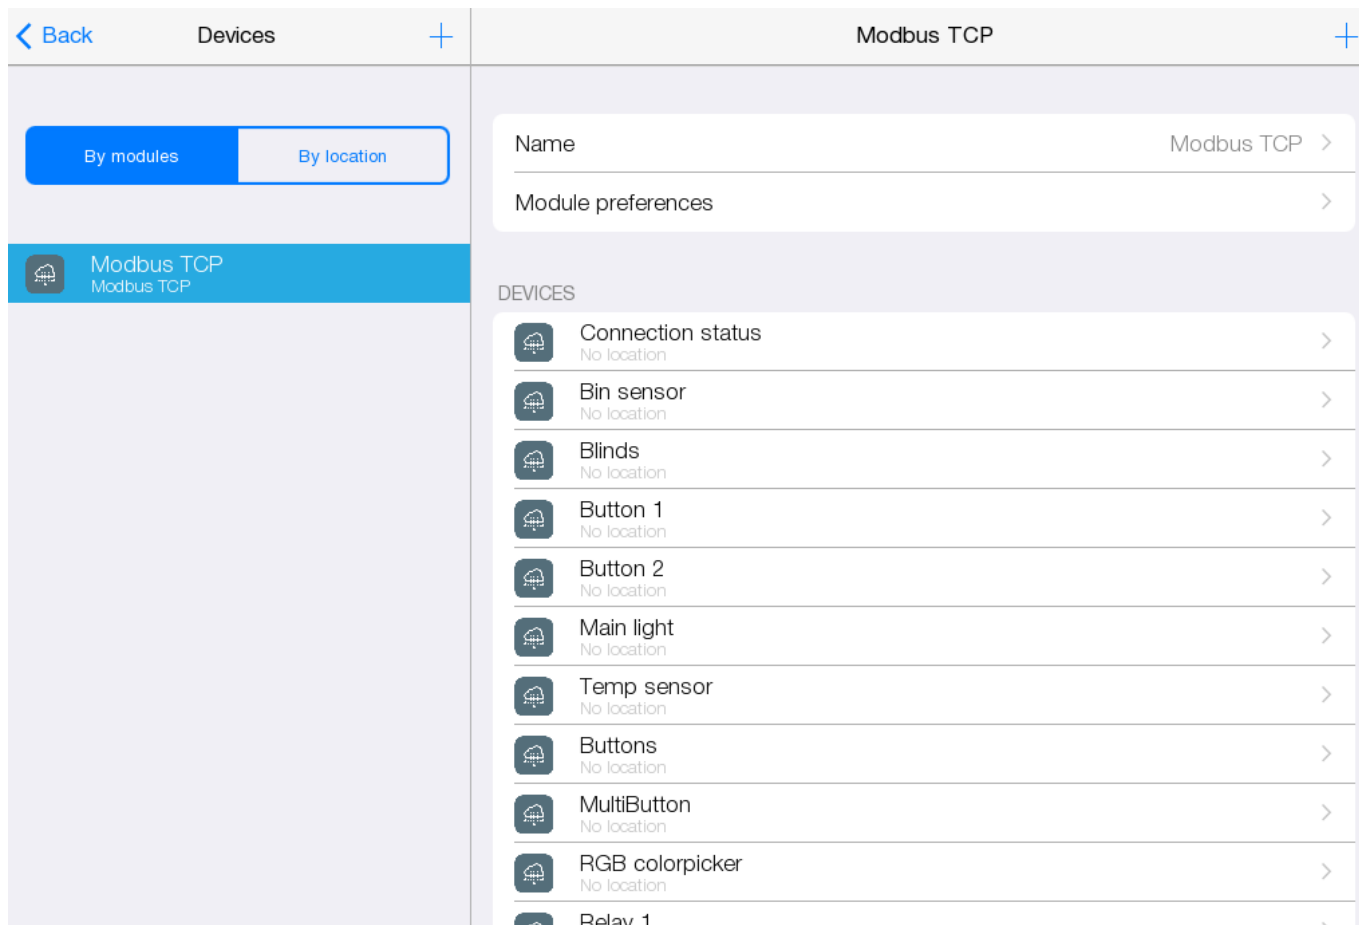 Back
Devices
Modbus TCP
By modules
By location
Modbus TCP
Modbus TCP
Name
Modbus TCP
Module preferences
DEVICES
Connection status
No location
Bin sensor
No location
Blinds
No location
Button 1
No location
Button 2
No location
Main light
No location
Temp sensor
No location
Buttons
No location
MultiButton
No location
RGB colorpicker
No location
Relay 1